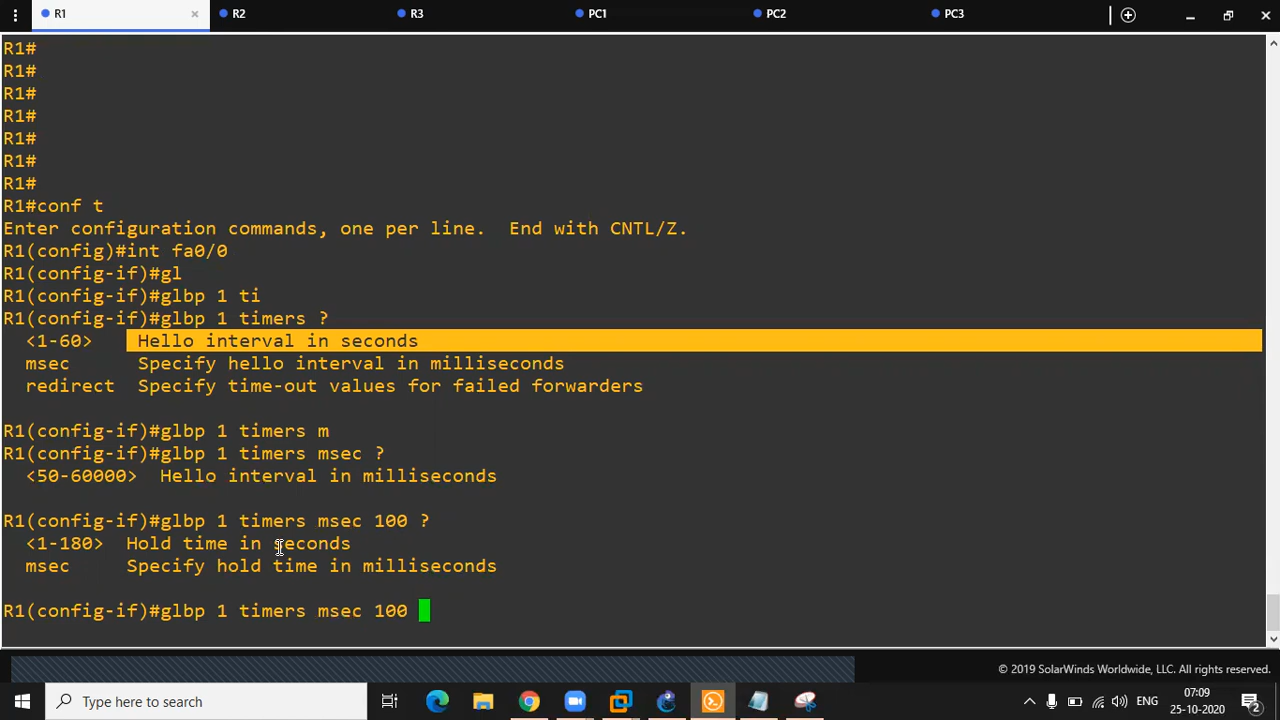 R1 × R2 R3 PC1 PC2 PC3
R1#
R1#
R1#
R1#
R1#
R1#
R1#
R1#conf t
Enter configuration commands, one per line.  End with CNTL/Z.
R1(config)#int fa0/0
R1(config-if)#gl
R1(config-if)#glbp 1 ti
R1(config-if)#glbp 1 timers ?
  <1-60>    Hello interval in seconds
  msec      Specify hello interval in milliseconds
  redirect  Specify time-out values for failed forwarders
R1(config-if)#glbp 1 timers m
R1(config-if)#glbp 1 timers msec ?
  <50-60000>  Hello interval in milliseconds
R1(config-if)#glbp 1 timers msec 100 ?
  <1-180>  Hold time in seconds
  msec     Specify hold time in milliseconds
R1(config-if)#glbp 1 timers msec 100
© 2019 SolarWinds Worldwide, LLC. All rights reserved.
Type here to search
ENG
07:09
25-10-2020
2